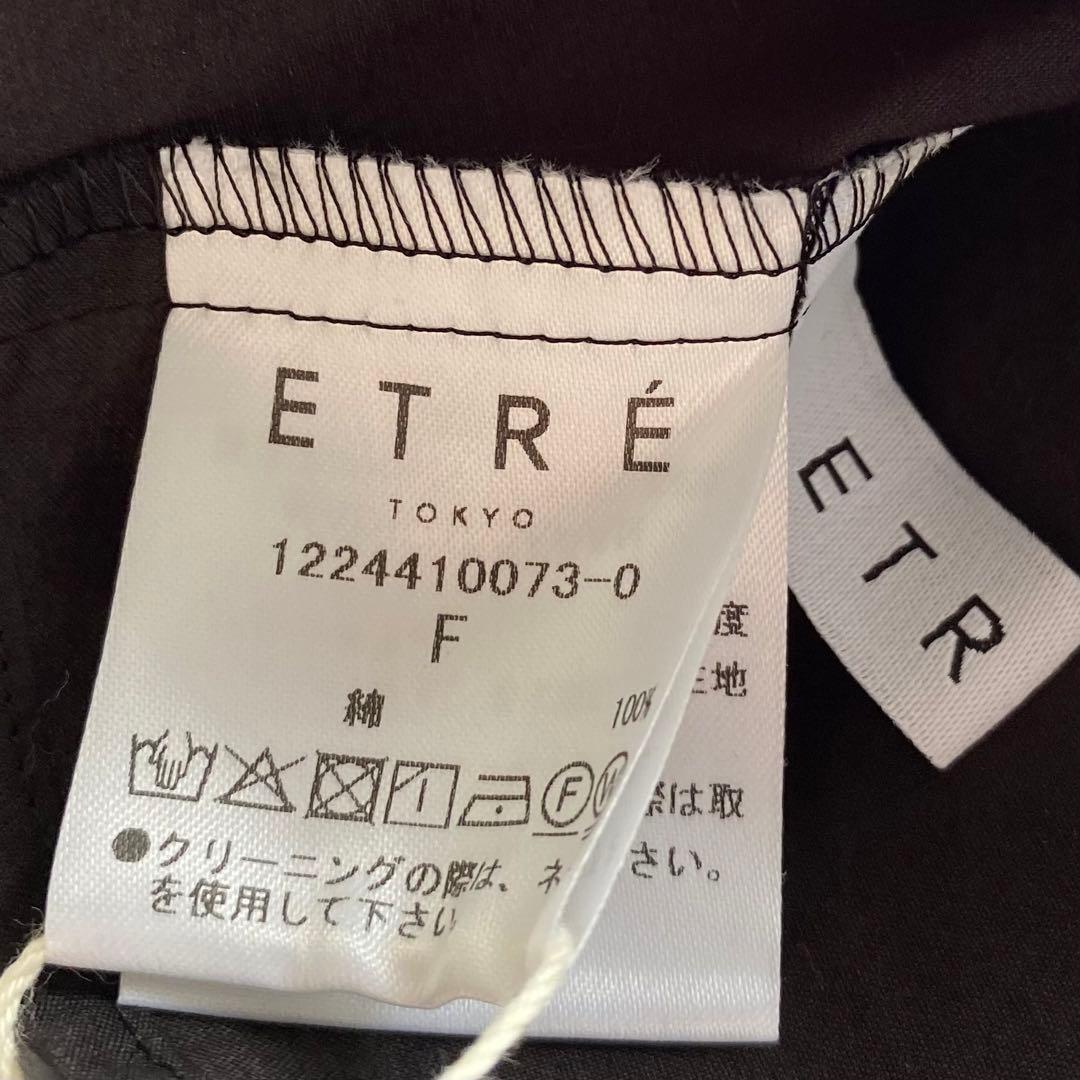 ETRÉ
TOKYO
1224410073-0
F
綿 100%
F
●クリーニングの際は、ネ
を使用して下さい
度
地
際は取
さい。
ETR